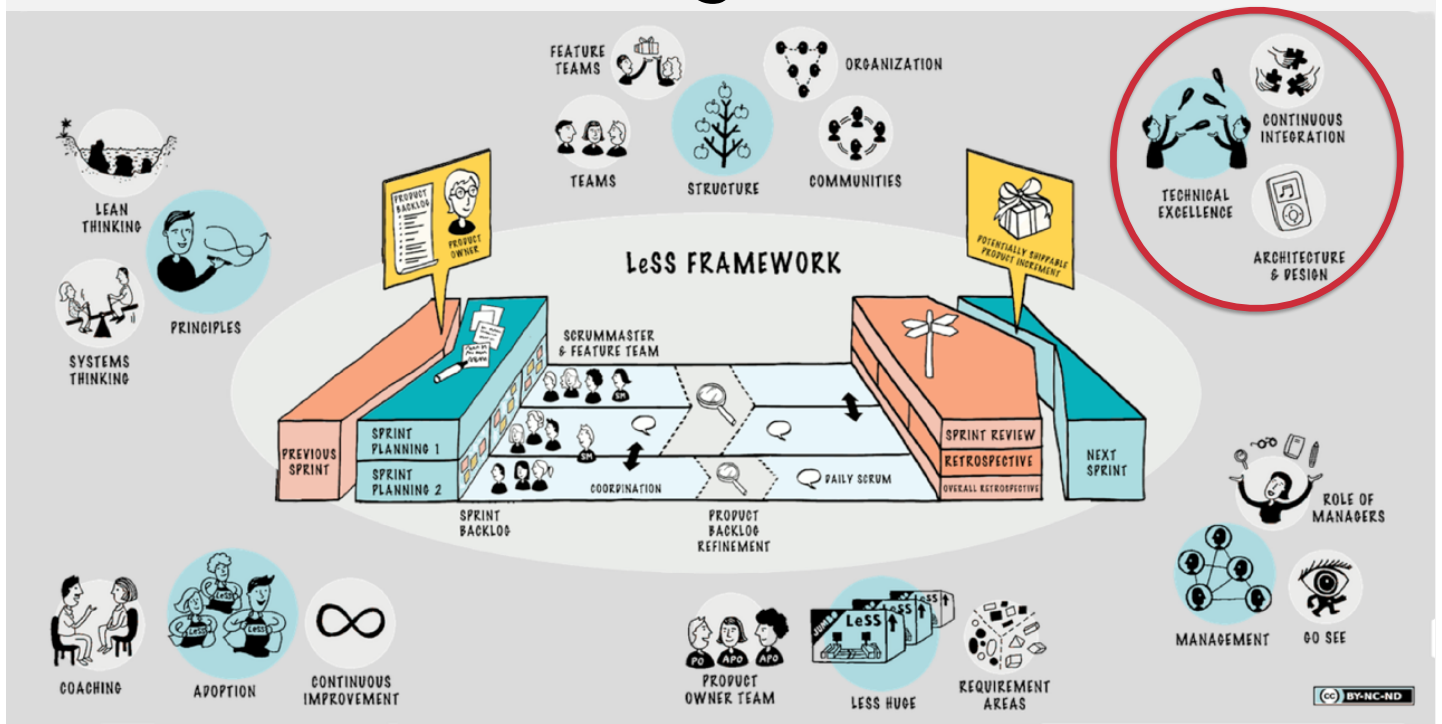 FEATURE
TEAMS
ORGANIZATION
TEAMS
STRUCTURE
COMMUNITIES
CONTINUOUS
INTEGRATION
TECHNICAL
EXCELLENCE
ARCHITECTURE
& DESIGN
LEAN
THINKING
PRINCIPLES
SYSTEMS
THINKING
PRODUCT
BACKLOG
PRODUCT
OWNER
POTENTIALLY SHIPPABLE
PRODUCT INCREMENT
LeSS FRAMEWORK
SCRUMMASTER
& FEATURE TEAM
SM
SM
PREVIOUS
SPRINT
SPRINT
PLANNING 1
SPRINT
PLANNING 2
COORDINATION
DAILY SCRUM
SPRINT REVIEW
RETROSPECTIVE
OVERALL RETROSPECTIVE
NEXT
SPRINT
SPRINT
BACKLOG
PRODUCT
BACKLOG
REFINEMENT
ROLE OF
MANAGERS
MANAGEMENT
GO SEE
COACHING
LeSS
LeSS
LeSS
ADOPTION
CONTINUOUS
IMPROVEMENT
PO
APO
APO
PRODUCT
OWNER TEAM
JUMBO
LeSS
LESS HUGE
REQUIREMENT
AREAS
cc BY-NC-ND